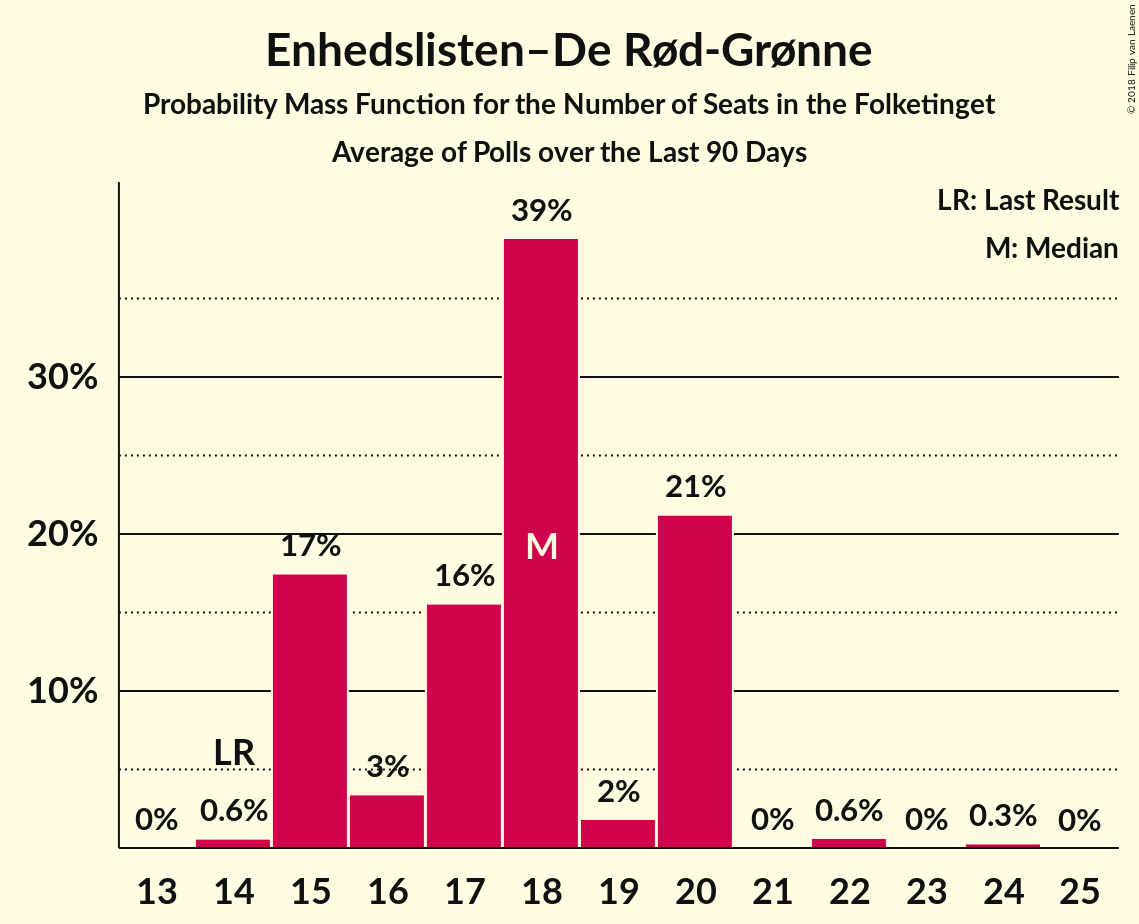 Enhedslisten–De Rød-Grønne
Probability Mass Function for the Number of Seats in the Folketinget
Average of Polls over the Last 90 Days
© 2018 Filip van Laenen
LR: Last Result
M: Median
39%
30%
21%
20%
17%
M
16%
10%
LR
3%
2%
0%
0.6%
0%
0.6%
0%
0.3%
0%
13 14 15 16 17 18 19 20 21 22 23 24 25